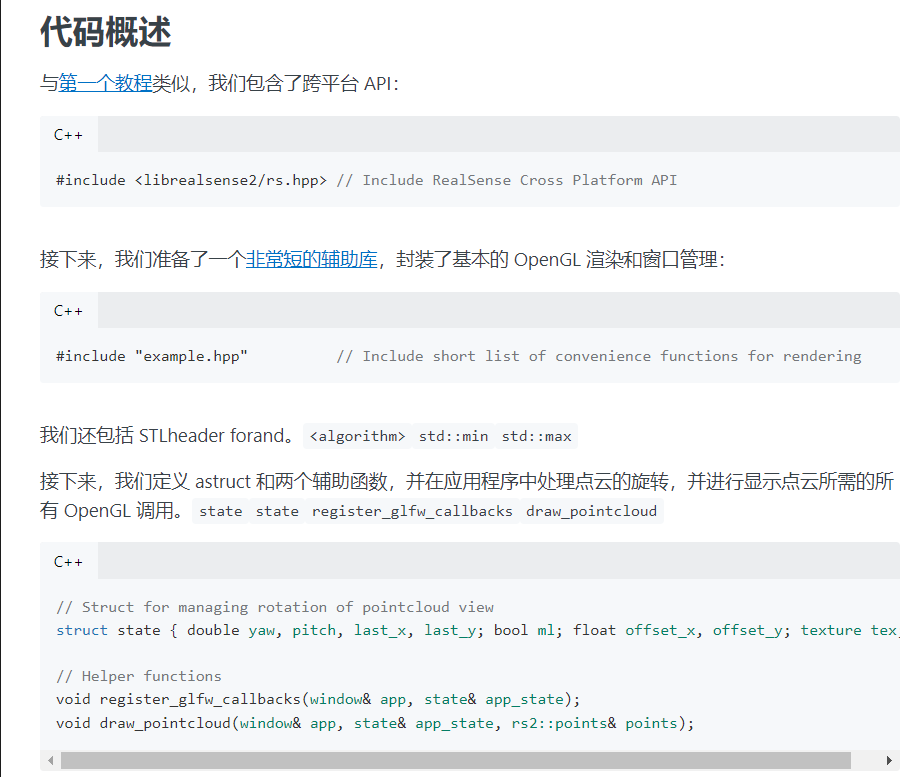 代码概述
与第一个教程类似，我们包含了跨平台 API：
C++
#include <librealsense2/rs.hpp> // Include RealSense Cross Platform API
接下来，我们准备了一个非常短的辅助库，封装了基本的 OpenGL 渲染和窗口管理：
C++
#include "example.hpp"          // Include short list of convenience functions for rendering
我们还包括 STLheader forand。 <algorithm> std::min std::max
接下来，我们定义 astruct 和两个辅助函数，并在应用程序中处理点云的旋转，并进行显示点云所需的所
有 OpenGL 调用。 state state register_glfw_callbacks draw_pointcloud
C++
// Struct for managing rotation of pointcloud view
struct state { double yaw, pitch, last_x, last_y; bool ml; float offset_x, offset_y; texture tex
// Helper functions
void register_glfw_callbacks(window& app, state& app_state);
void draw_pointcloud(window& app, state& app_state, rs2::points& points);